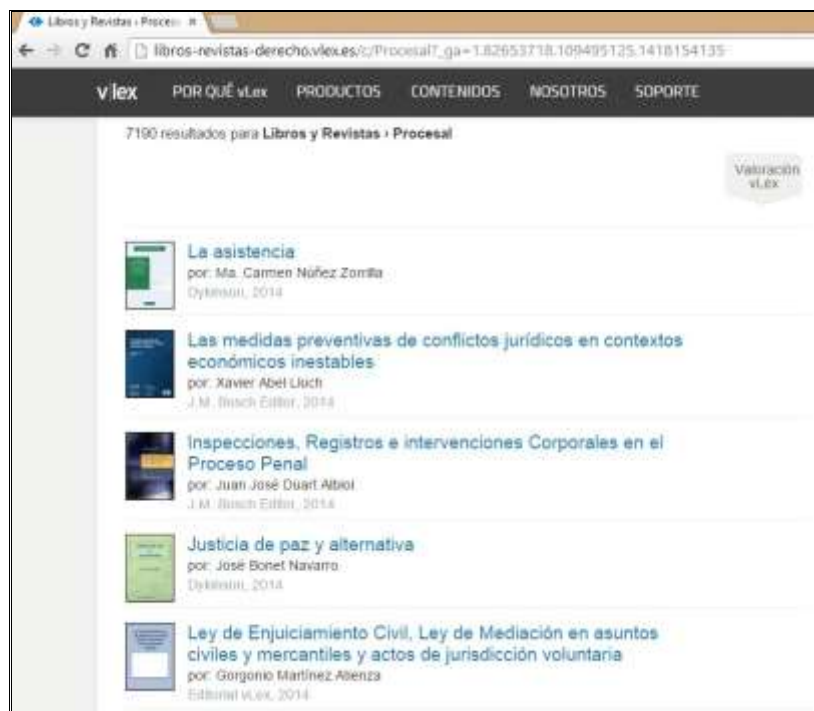 Libros y Revistas › Proces
libros-revistas-derecho.vlex.es/c/Procesal?_ga=1.82653718.109495125.1418154135
vlex POR QUÉ vLex PRODUCTOS CONTENIDOS NOSOTROS SOPORTE
7190 resultados para Libros y Revistas › Procesal
Valoración
vLex
La asistencia
por: Ma. Carmen Núñez Zorrilla
Dykinson, 2014
Las medidas preventivas de conflictos jurídicos en contextos
económicos inestables
por: Xavier Abel Lluch
J.M. Bosch Editor, 2014
Inspecciones, Registros e intervenciones Corporales en el
Proceso Penal
por: Juan José Duart Albiol
J.M. Bosch Editor, 2014
Justicia de paz y alternativa
por: José Bonet Navarro
Dykinson, 2014
Ley de Enjuiciamiento Civil, Ley de Mediación en asuntos
civiles y mercantiles y actos de jurisdicción voluntaria
por: Gorgonio Martínez Atienza
Editorial vLex, 2014